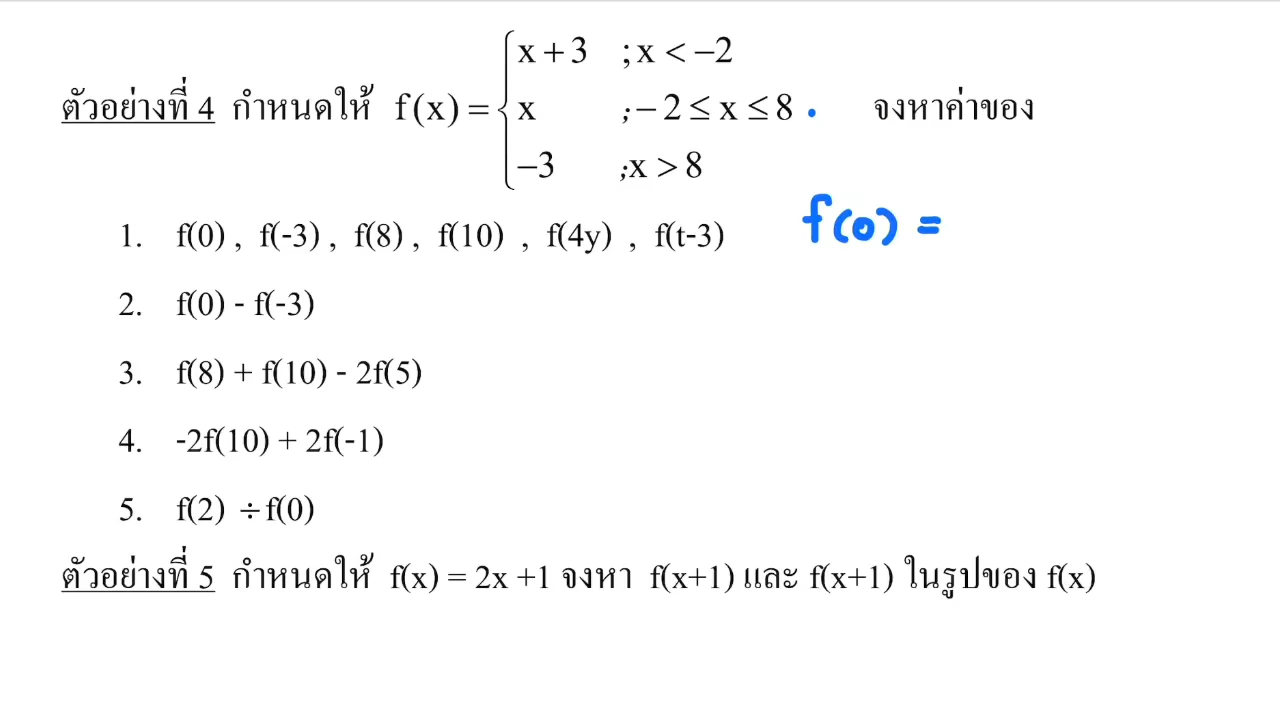 x + 3 ; x < −2
ตัวอย่างที่ 4 กำหนดให้ f(x) = { x ; − 2 ≤ x ≤ 8 . จงหาค่าของ
−3 ; x > 8
1. f(0) , f(-3) , f(8) , f(10) , f(4y) , f(t-3) f(0) =
2. f(0) - f(-3)
3. f(8) + f(10) - 2f(5)
4. -2f(10) + 2f(-1)
5. f(2) ÷ f(0)
ตัวอย่างที่ 5 กำหนดให้ f(x) = 2x +1 จงหา f(x+1) และ f(x+1) ในรูปของ f(x)